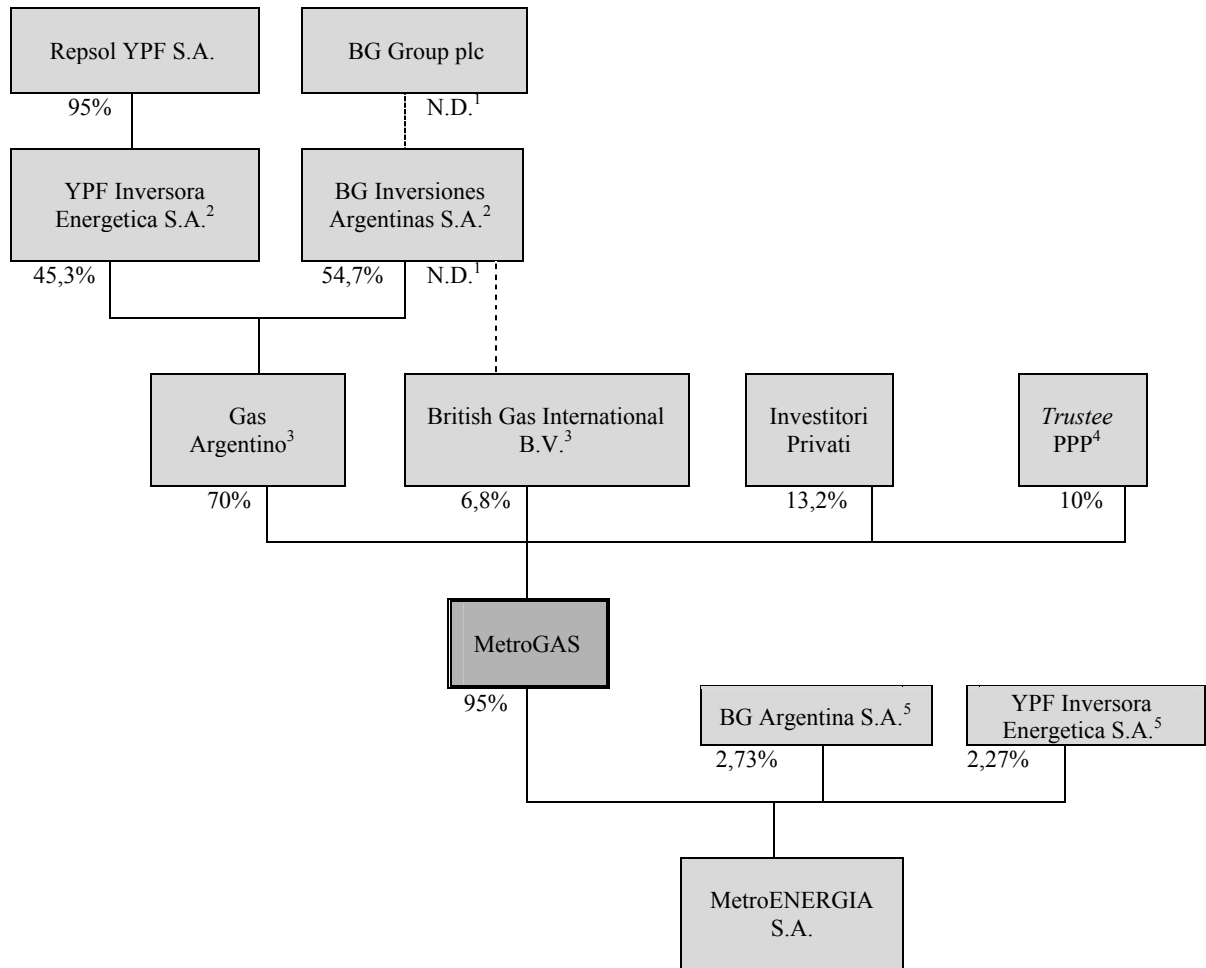 Repsol YPF S.A.
BG Group plc
95%
N.D.¹
YPF Inversora
Energetica S.A.²
BG Inversiones
Argentinas S.A.²
45,3%
54,7%
N.D.¹
Gas
Argentino³
British Gas International
B.V.³
Investitori
Privati
Trustee
PPP⁴
70%
6,8%
13,2%
10%
MetroGAS
95%
BG Argentina S.A.⁵
YPF Inversora
Energetica S.A.⁵
2,73%
2,27%
MetroENERGIA
S.A.